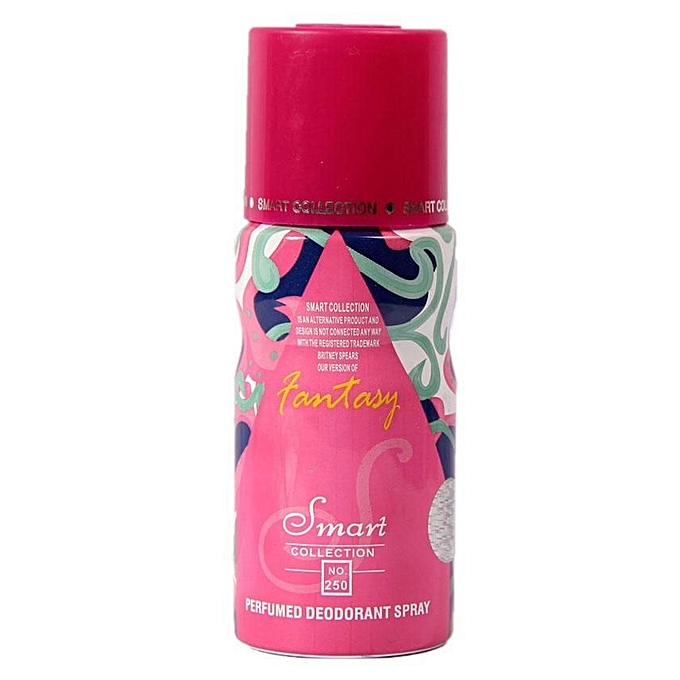 N ● SMART COLLECTION ● SMART COL
SMART COLLECTION
IS AN ALTERNATIVE PRODUCT AND
DESIGN IS NOT CONNECTED ANY WAY
WITH THE REGISTERED TRADEMARK
BRITNEY SPEARS
OUR VERSION OF
Fantasy
Smart
COLLECTION
NO.
250
PERFUMED DEODORANT SPRAY